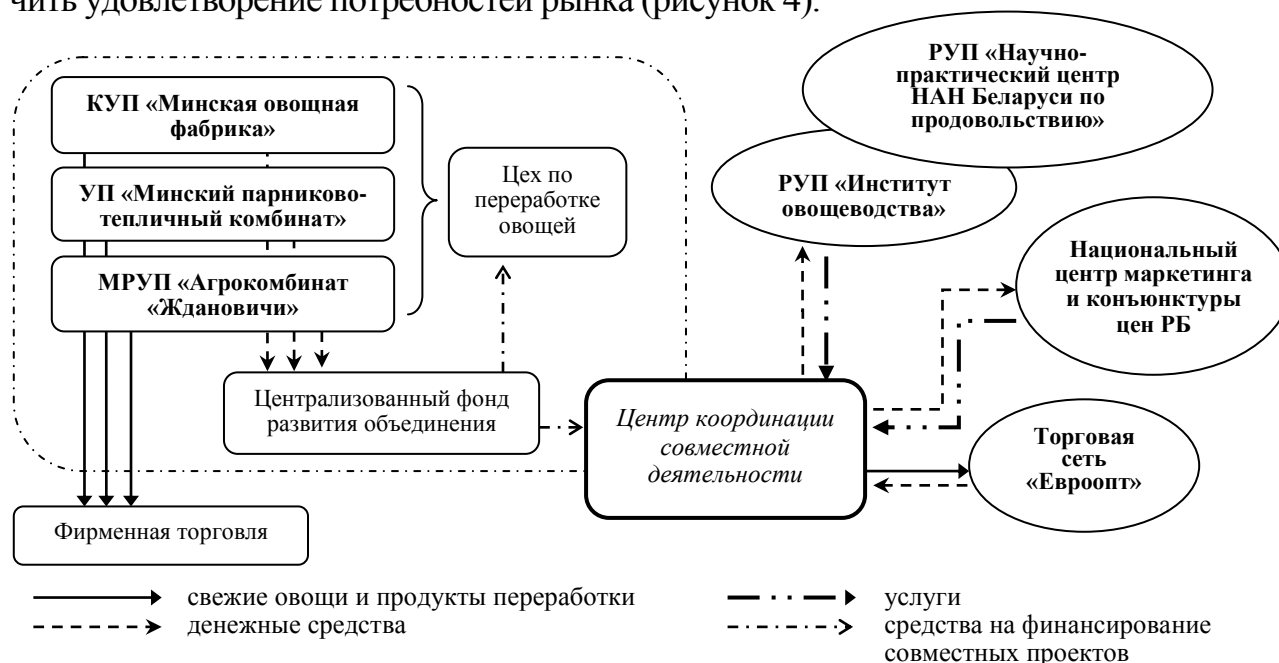 чить удовлетворение потребностей рынка (рисунок 4).
КУП «Минская овощная
фабрика»
УП «Минский парниково-
тепличный комбинат»
МРУП «Агрокомбинат
«Ждановичи»
Цех по
переработке
овощей
Централизованный фонд
развития объединения
Фирменная торговля
Центр координации
совместной
деятельности
РУП «Научно-
практический центр
НАН Беларуси по
продовольствию»
РУП «Институт
овощеводства»
Национальный
центр маркетинга
и конъюнктуры
цен РБ
Торговая
сеть
«Евроопт»
свежие овощи и продукты переработки
денежные средства
услуги
средства на финансирование
совместных проектов